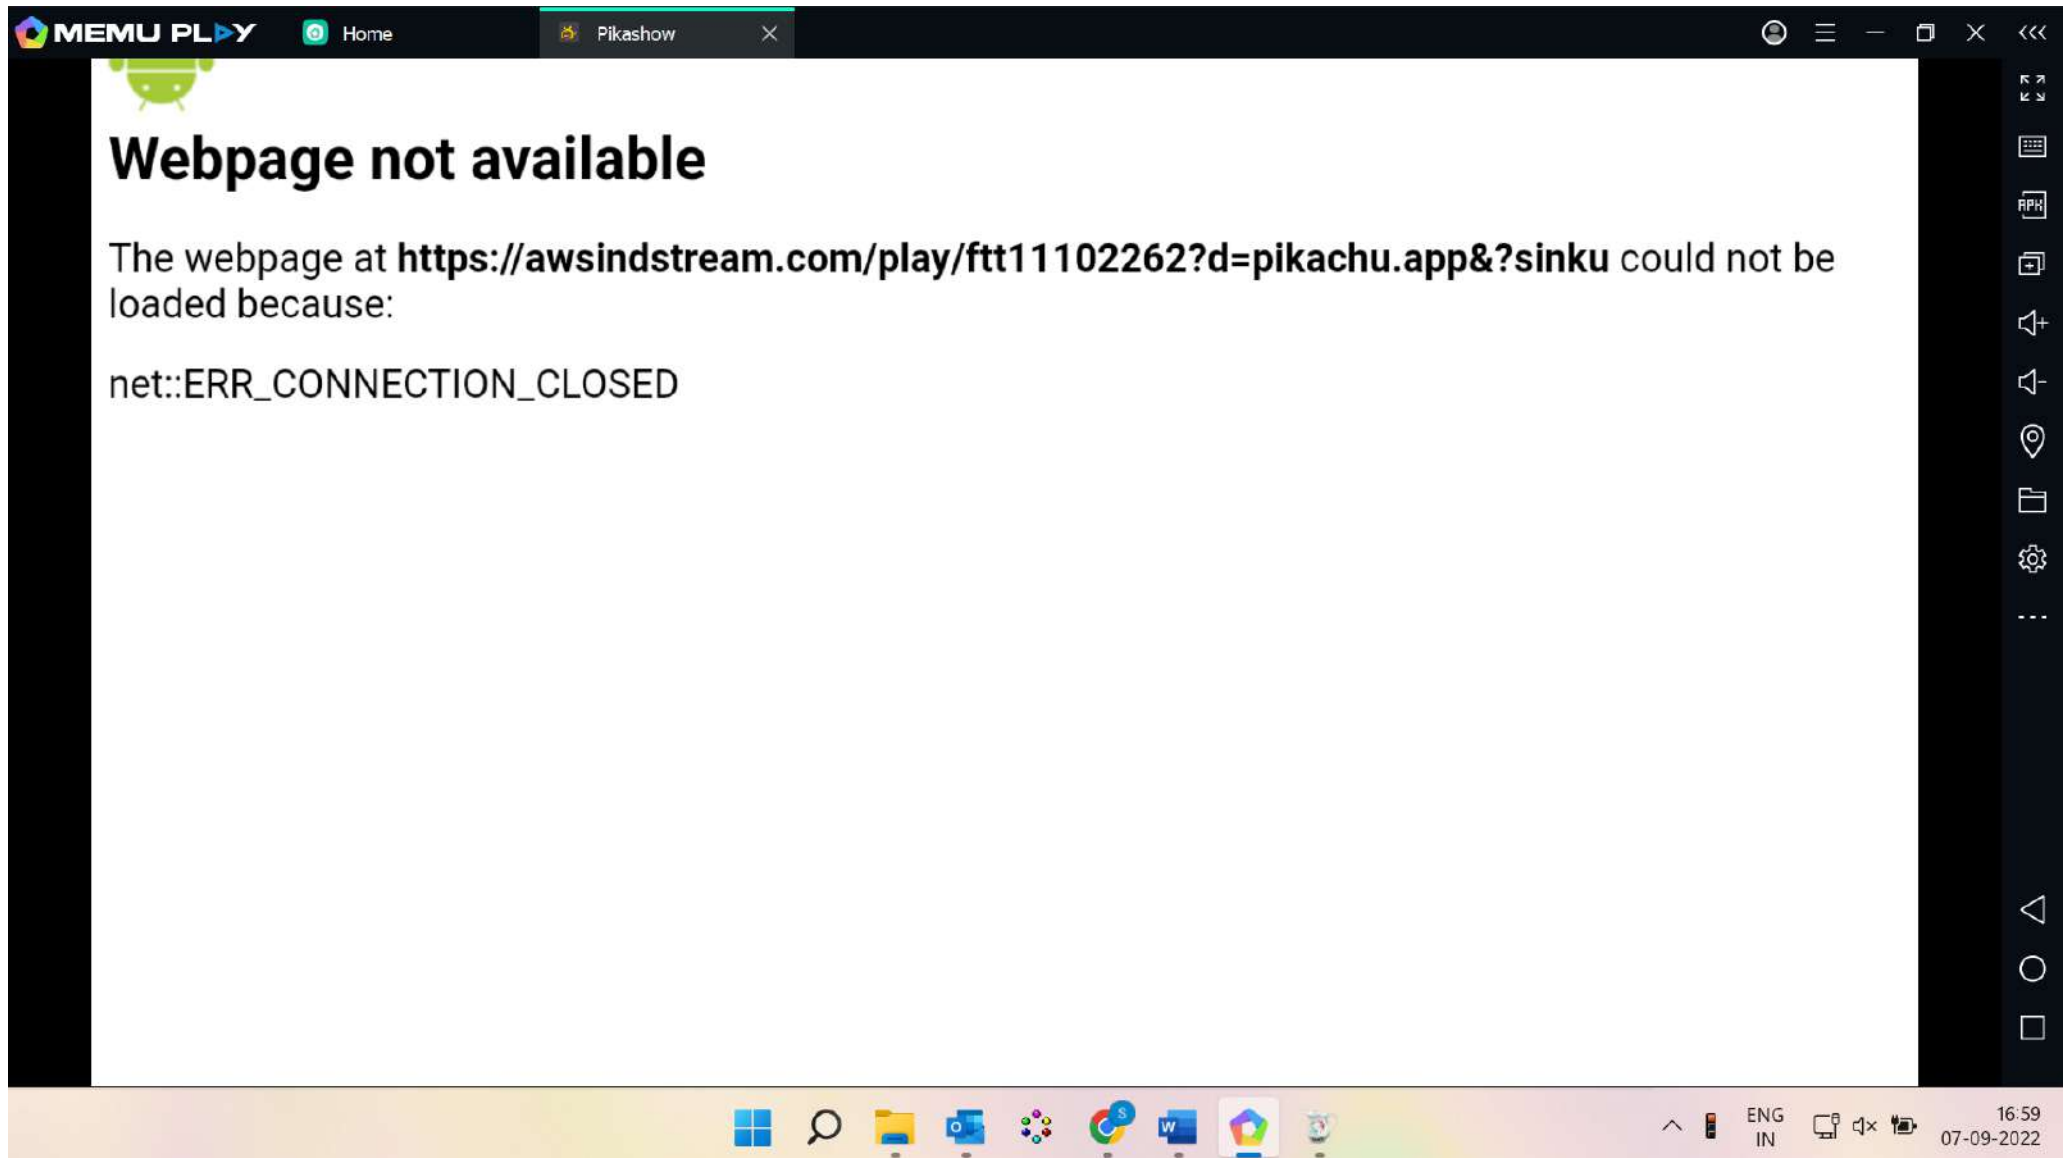 MEMU PLAY Home Pikashow
Webpage not available
The webpage at https://awsindstream.com/play/ftt11102262?d=pikachu.app&?sinku could not be
loaded because:
net::ERR_CONNECTION_CLOSED
APK
S
O W
ENG 16:59
IN 07-09-2022